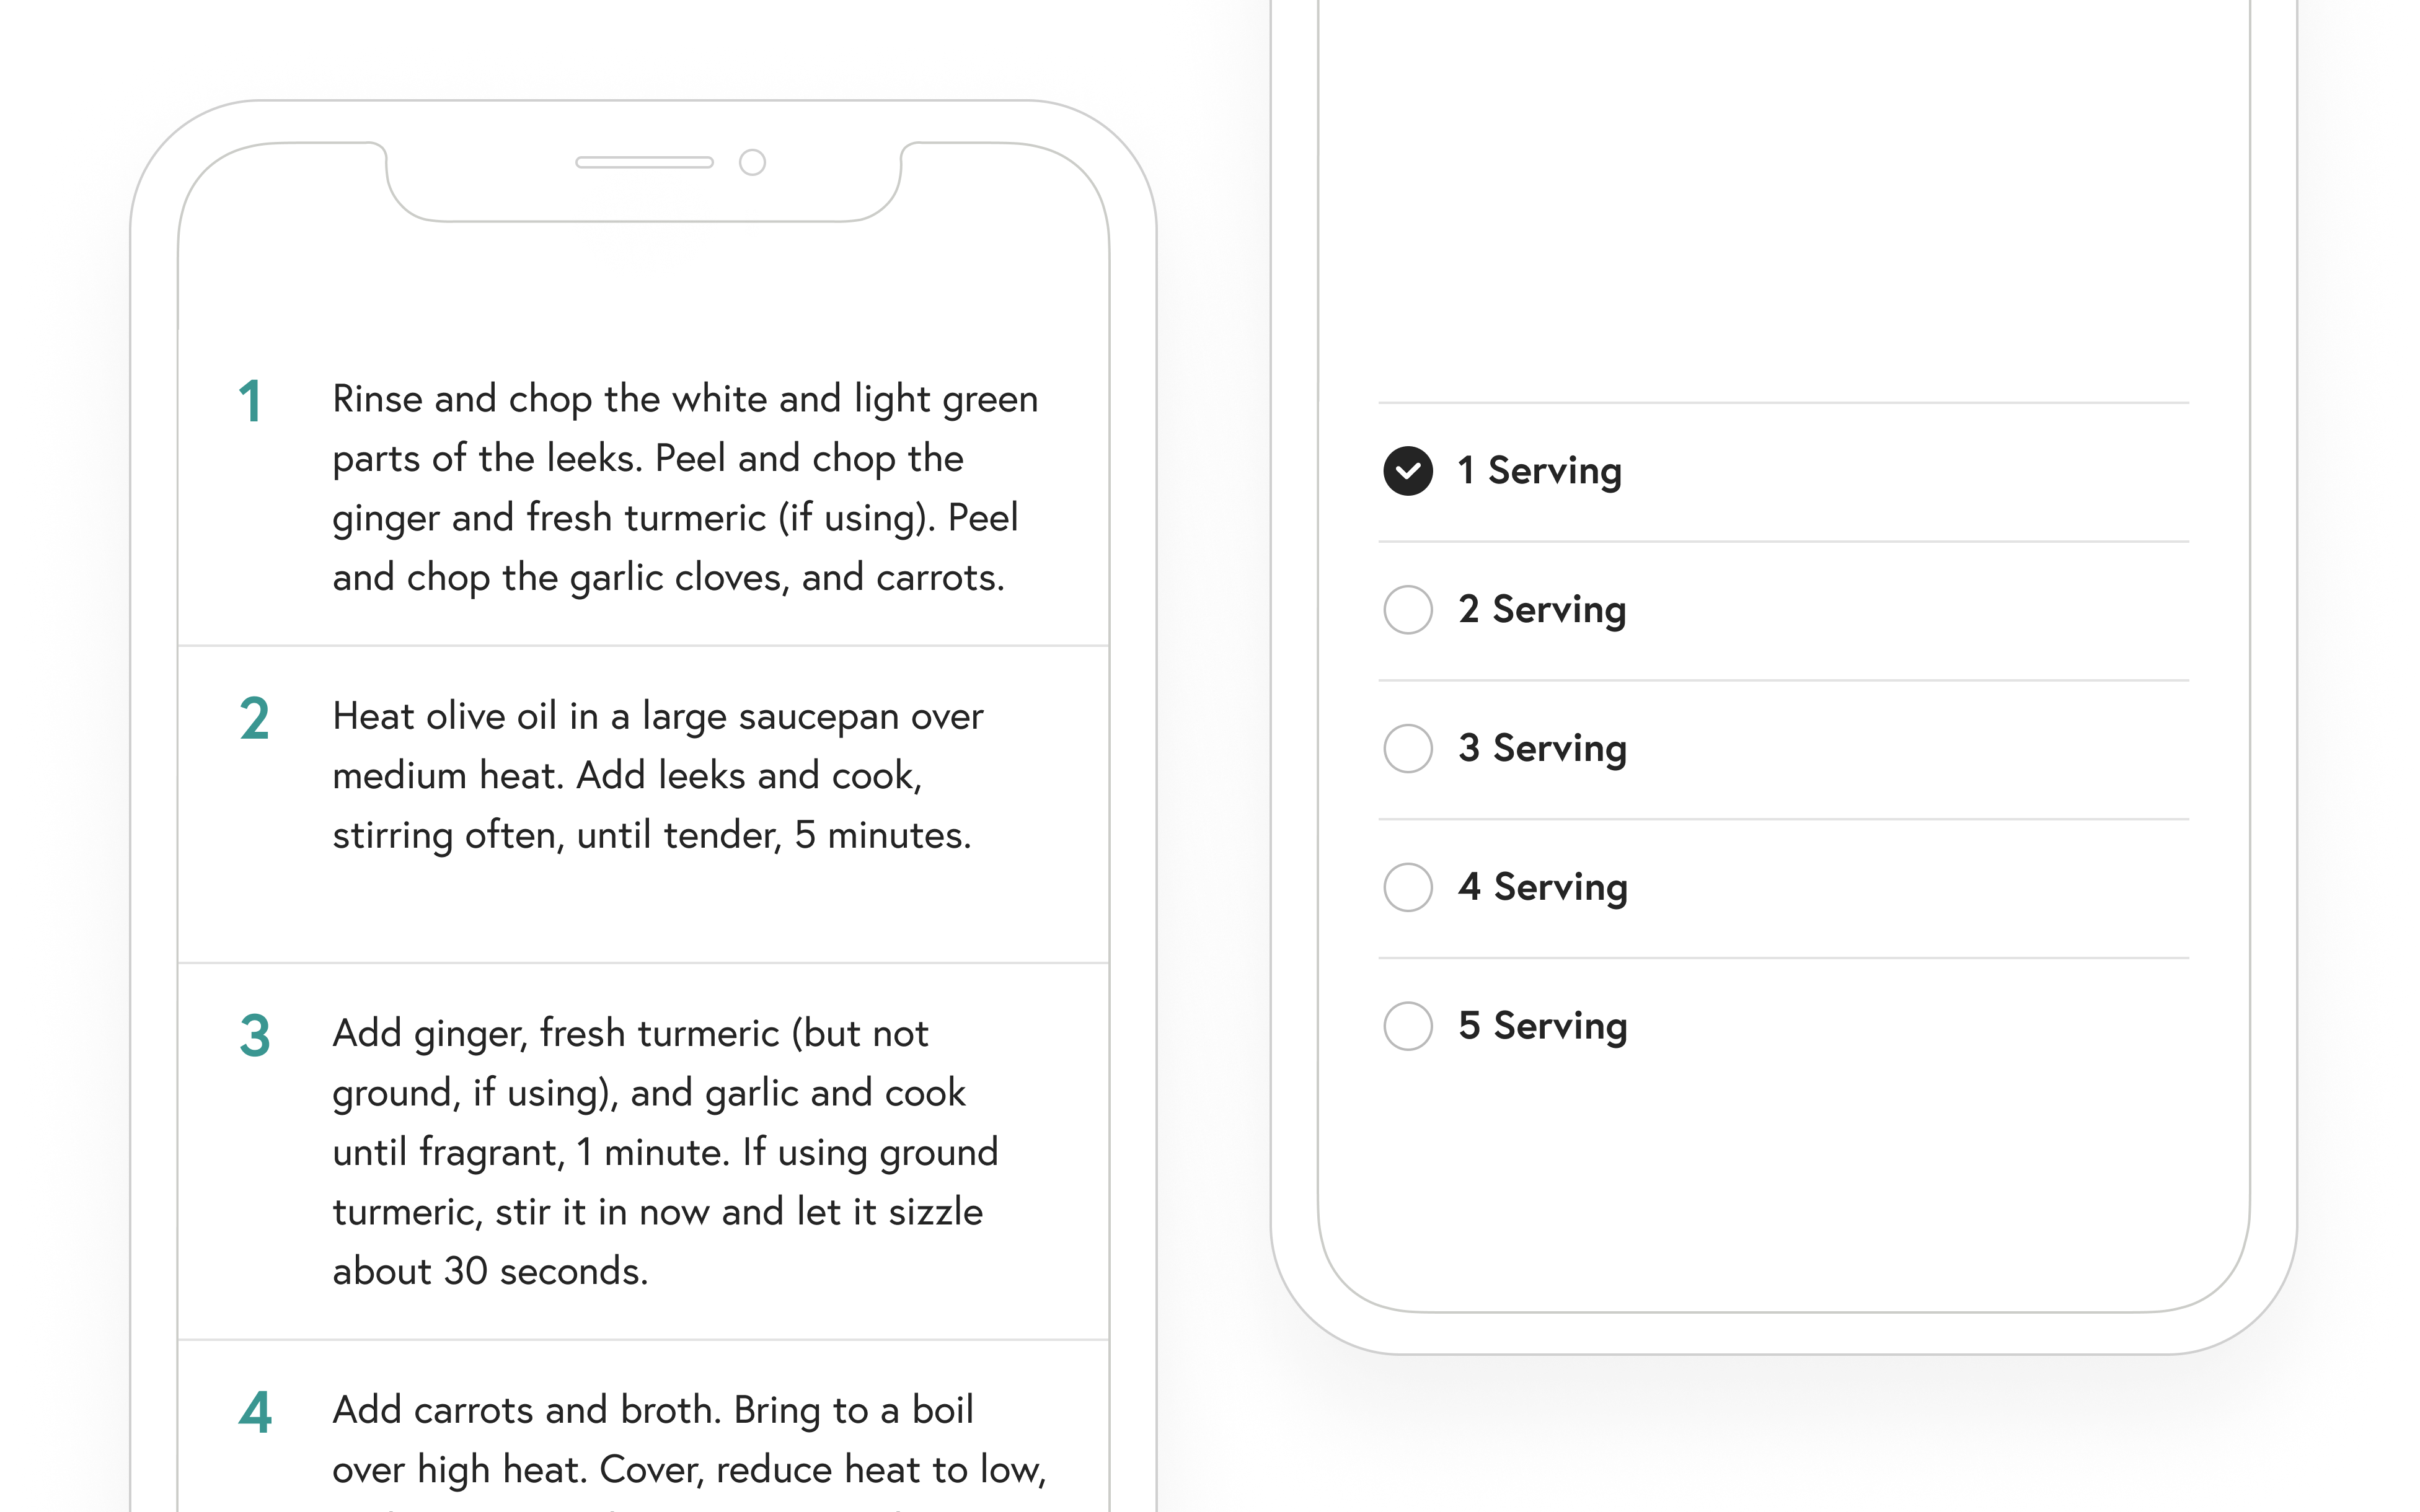 1
Rinse and chop the white and light green
parts of the leeks. Peel and chop the
ginger and fresh turmeric (if using). Peel
and chop the garlic cloves, and carrots.
2
Heat olive oil in a large saucepan over
medium heat. Add leeks and cook,
stirring often, until tender, 5 minutes.
3
Add ginger, fresh turmeric (but not
ground, if using), and garlic and cook
until fragrant, 1 minute. If using ground
turmeric, stir it in now and let it sizzle
about 30 seconds.
4
Add carrots and broth. Bring to a boil
over high heat. Cover, reduce heat to low,
1 Serving
2 Serving
3 Serving
4 Serving
5 Serving